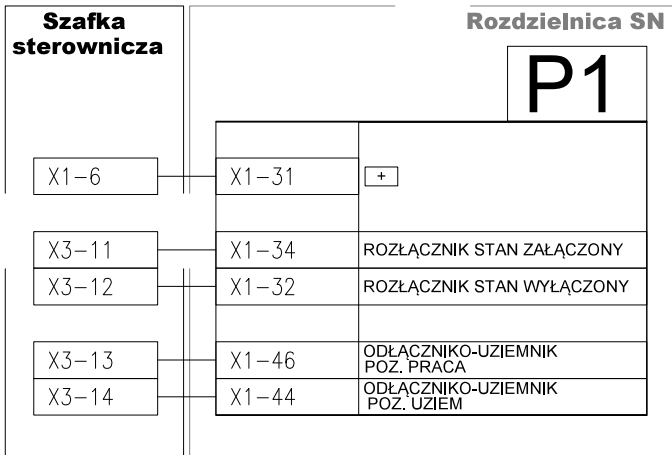 Szafka
sterownicza
Rozdzielnica SN
P1
X1-6
X1-31
+
X3-11
X1-34
ROZŁĄCZNIK STAN ZAŁĄCZONY
X3-12
X1-32
ROZŁĄCZNIK STAN WYŁĄCZONY
X3-13
X1-46
ODŁĄCZNIKO-UZIEMNIK
POZ. PRACA
X3-14
X1-44
ODŁĄCZNIKO-UZIEMNIK
POZ. UZIEM